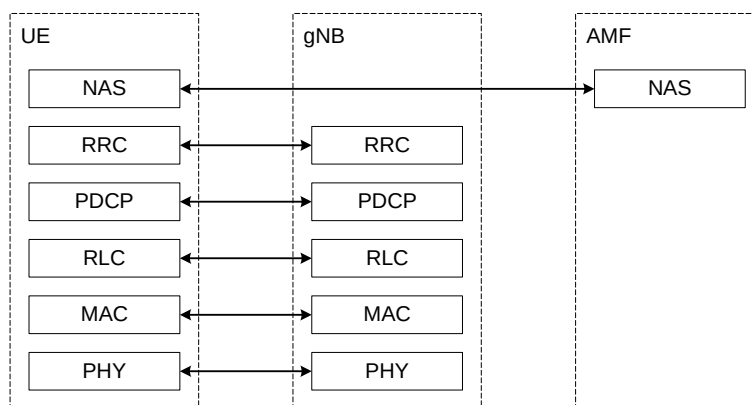 UE gNB AMF
NAS NAS
RRC RRC
PDCP PDCP
RLC RLC
MAC MAC
PHY PHY